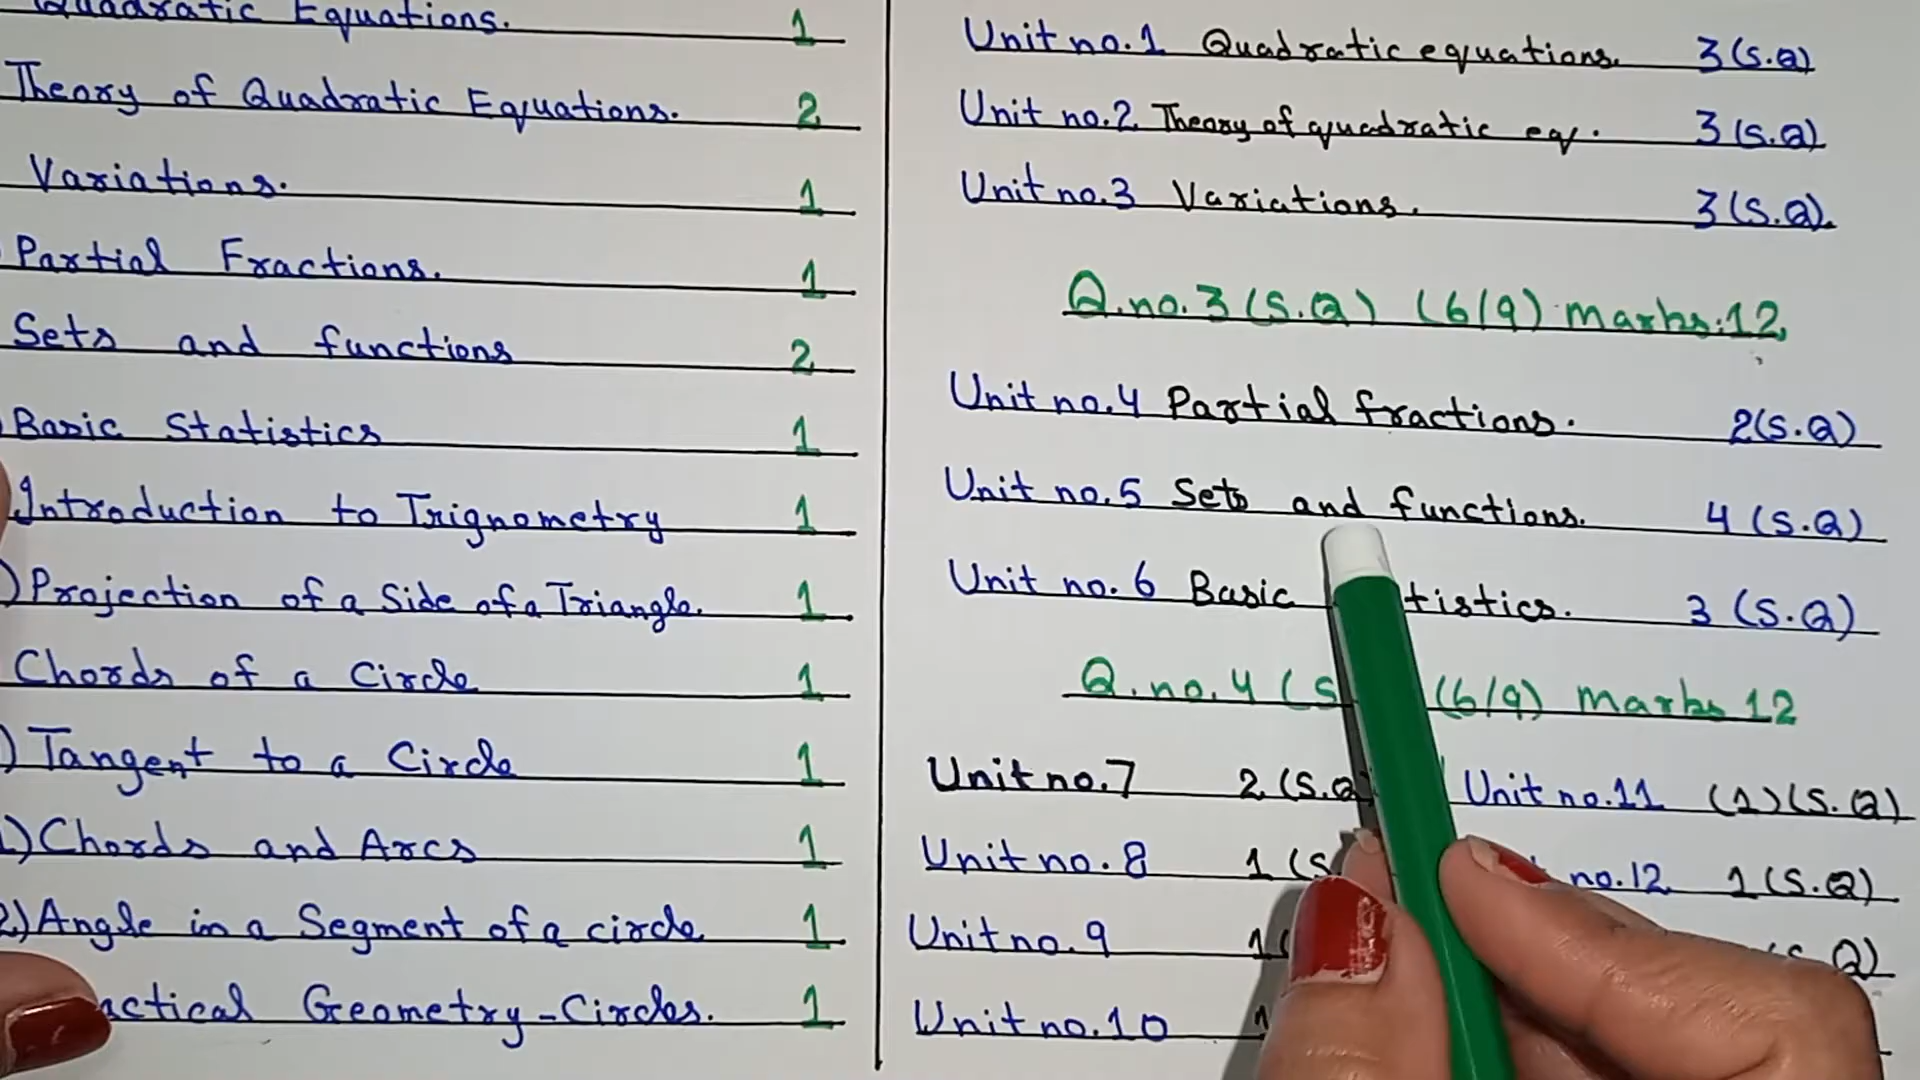 Quadratic Equations. 1
Theory of Quadratic Equations. 2
Variations. 1
Partial Fractions. 1
Sets and functions 2
Basic Statistics 1
Introduction to Trignometry 1
)Projection of a Side of a Triangle. 1
Chords of a Circle 1
)Tangent to a Circle 1
1)Chords and Arcs 1
2)Angle in a Segment of a circle 1
actical Geometry-Circles. 1
Unit no.1 Quadratic equations. 3(S.Q)
Unit no.2 Theory of quadratic eq. 3(S.Q)
Unit no.3 Variations. 3(S.Q).
Q.no.3 (S.Q) (6/9) Marks:12
Unit no.4 Partial fractions. 2(S.Q)
Unit no.5 Sets and functions. 4(S.Q)
Unit no.6 Basic tistics. 3(S.Q)
Q.no.4 (S (6/9) Marks 12
Unit no.7 2(S.Q) Unit no.11 (1)(S.Q)
Unit no.8 1(S. no.12 1(S.Q)
Unit no.9 1( S.Q)
Unit no.10 1